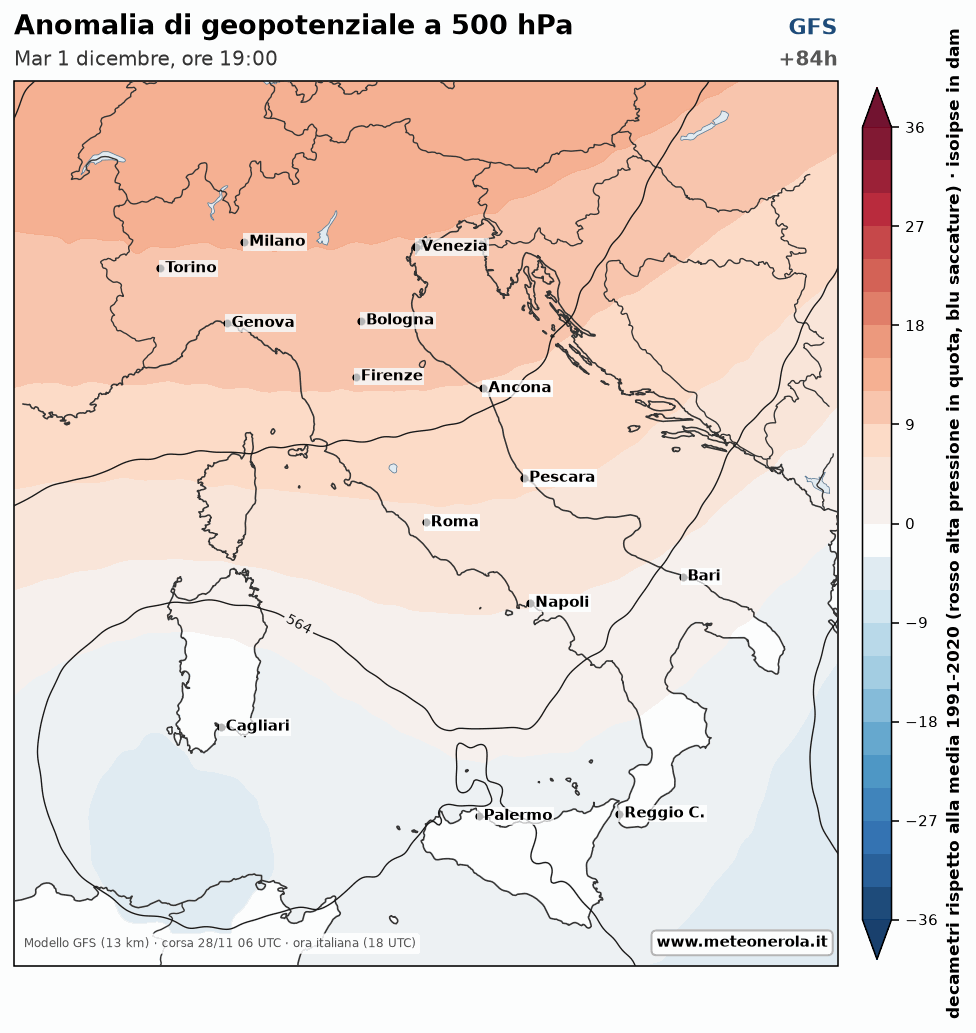 Anomalia di geopotenziale a 500 hPa
GFS
Mar 1 dicembre, ore 19:00
+84h
Milano
Venezia
Torino
Genova
Bologna
Firenze
Ancona
Pescara
Roma
Bari
Napoli
564
Cagliari
Palermo
Reggio C.
Modello GFS (13 km) · corsa 28/11 06 UTC · ora italiana (18 UTC)
www.meteonerola.it
36
27
18
9
0
−9
−18
−27
−36
decametri rispetto alla media 1991-2020 (rosso alta pressione in quota, blu saccature) · isoipse in dam